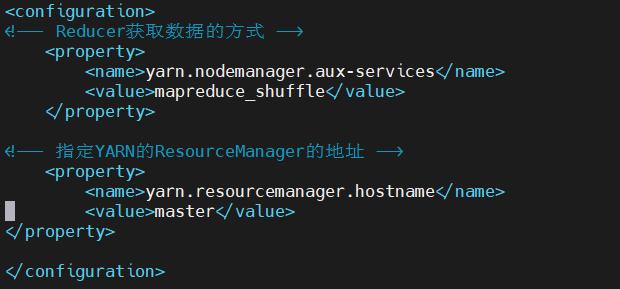 <configuration>
<!-- Reducer获取数据的方式 -->
    <property>
        <name>yarn.nodemanager.aux-services</name>
        <value>mapreduce_shuffle</value>
    </property>

<!-- 指定YARN的ResourceManager的地址 -->
    <property>
        <name>yarn.resourcemanager.hostname</name>
        <value>master</value>
</property>

</configuration>